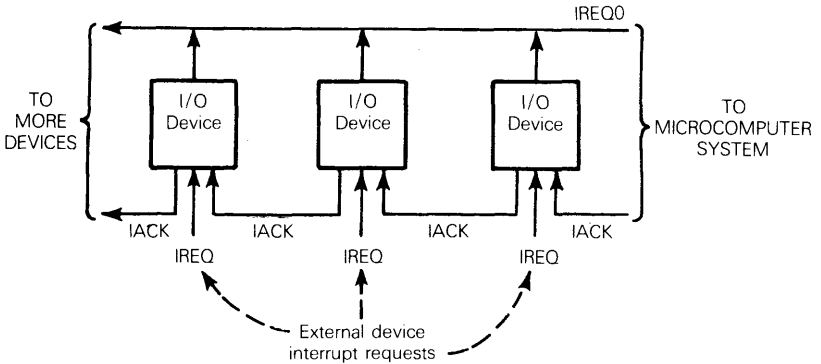 IREQ0
TO
MORE
DEVICES
I/O
Device
I/O
Device
I/O
Device
TO
MICROCOMPUTER
SYSTEM
IACK
IACK
IACK
IACK
IREQ
IREQ
IREQ
External device
interrupt requests